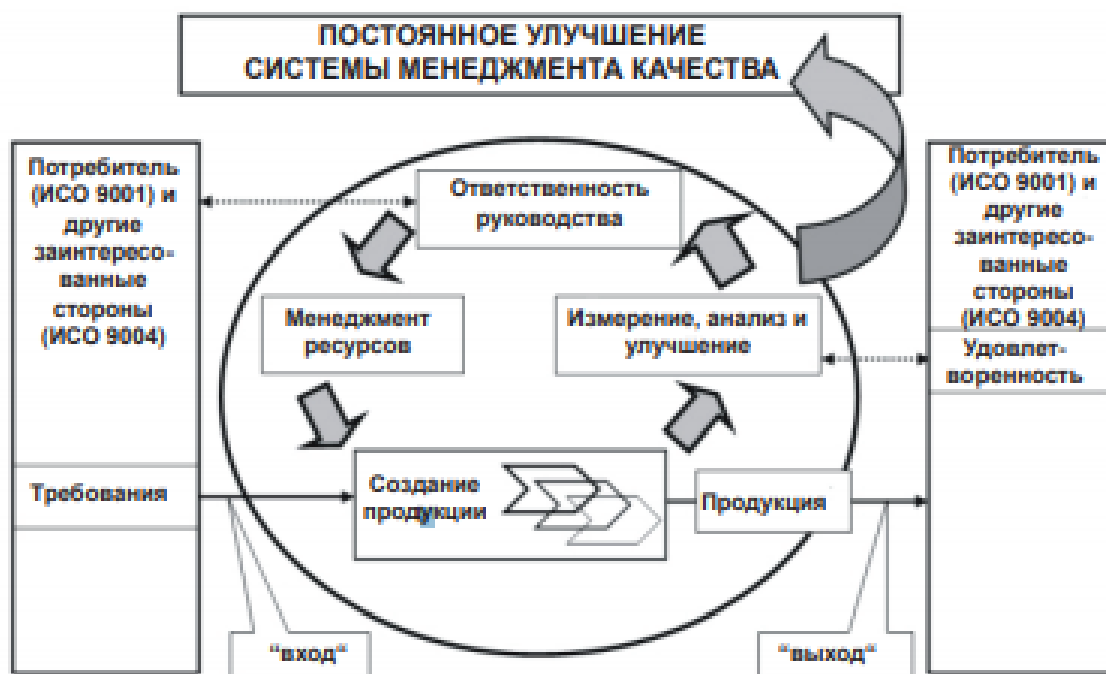 ПОСТОЯННОЕ УЛУЧШЕНИЕ
СИСТЕМЫ МЕНЕДЖМЕНТА КАЧЕСТВА
Потребитель
(ИСО 9001) и
другие
заинтересо-
ванные
стороны
(ИСО 9004)
Требования
Ответственность
руководства
Менеджмент
ресурсов
Измерение, анализ и
улучшение
Создание
продукции
Продукция
Потребитель
(ИСО 9001) и
другие
заинтересо-
ванные
стороны
(ИСО 9004)
Удовлет-
воренность
"вход"
"выход"